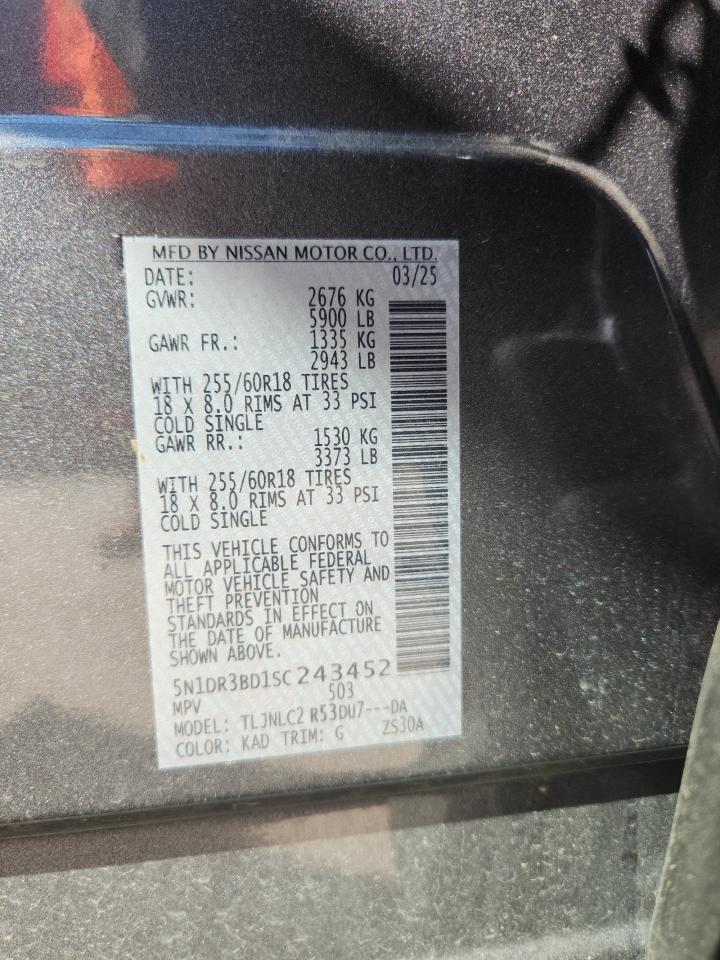 MFD BY NISSAN MOTOR CO., LTD.
DATE: 03/25
GVWR: 2676 KG
5900 LB
GAWR FR.: 1335 KG
2943 LB
WITH 255/60R18 TIRES
18 X 8.0 RIMS AT 33 PSI
COLD SINGLE
GAWR RR.: 1530 KG
3373 LB
WITH 255/60R18 TIRES
18 X 8.0 RIMS AT 33 PSI
COLD SINGLE
THIS VEHICLE CONFORMS TO
ALL APPLICABLE FEDERAL
MOTOR VEHICLE SAFETY AND
THEFT PREVENTION
STANDARDS IN EFFECT ON
THE DATE OF MANUFACTURE
SHOWN ABOVE.
5N1DR3BD1SC243452
MPV 503
MODEL: TLJNLC2 R53DU7---DA
COLOR: KAD TRIM: G ZS30A